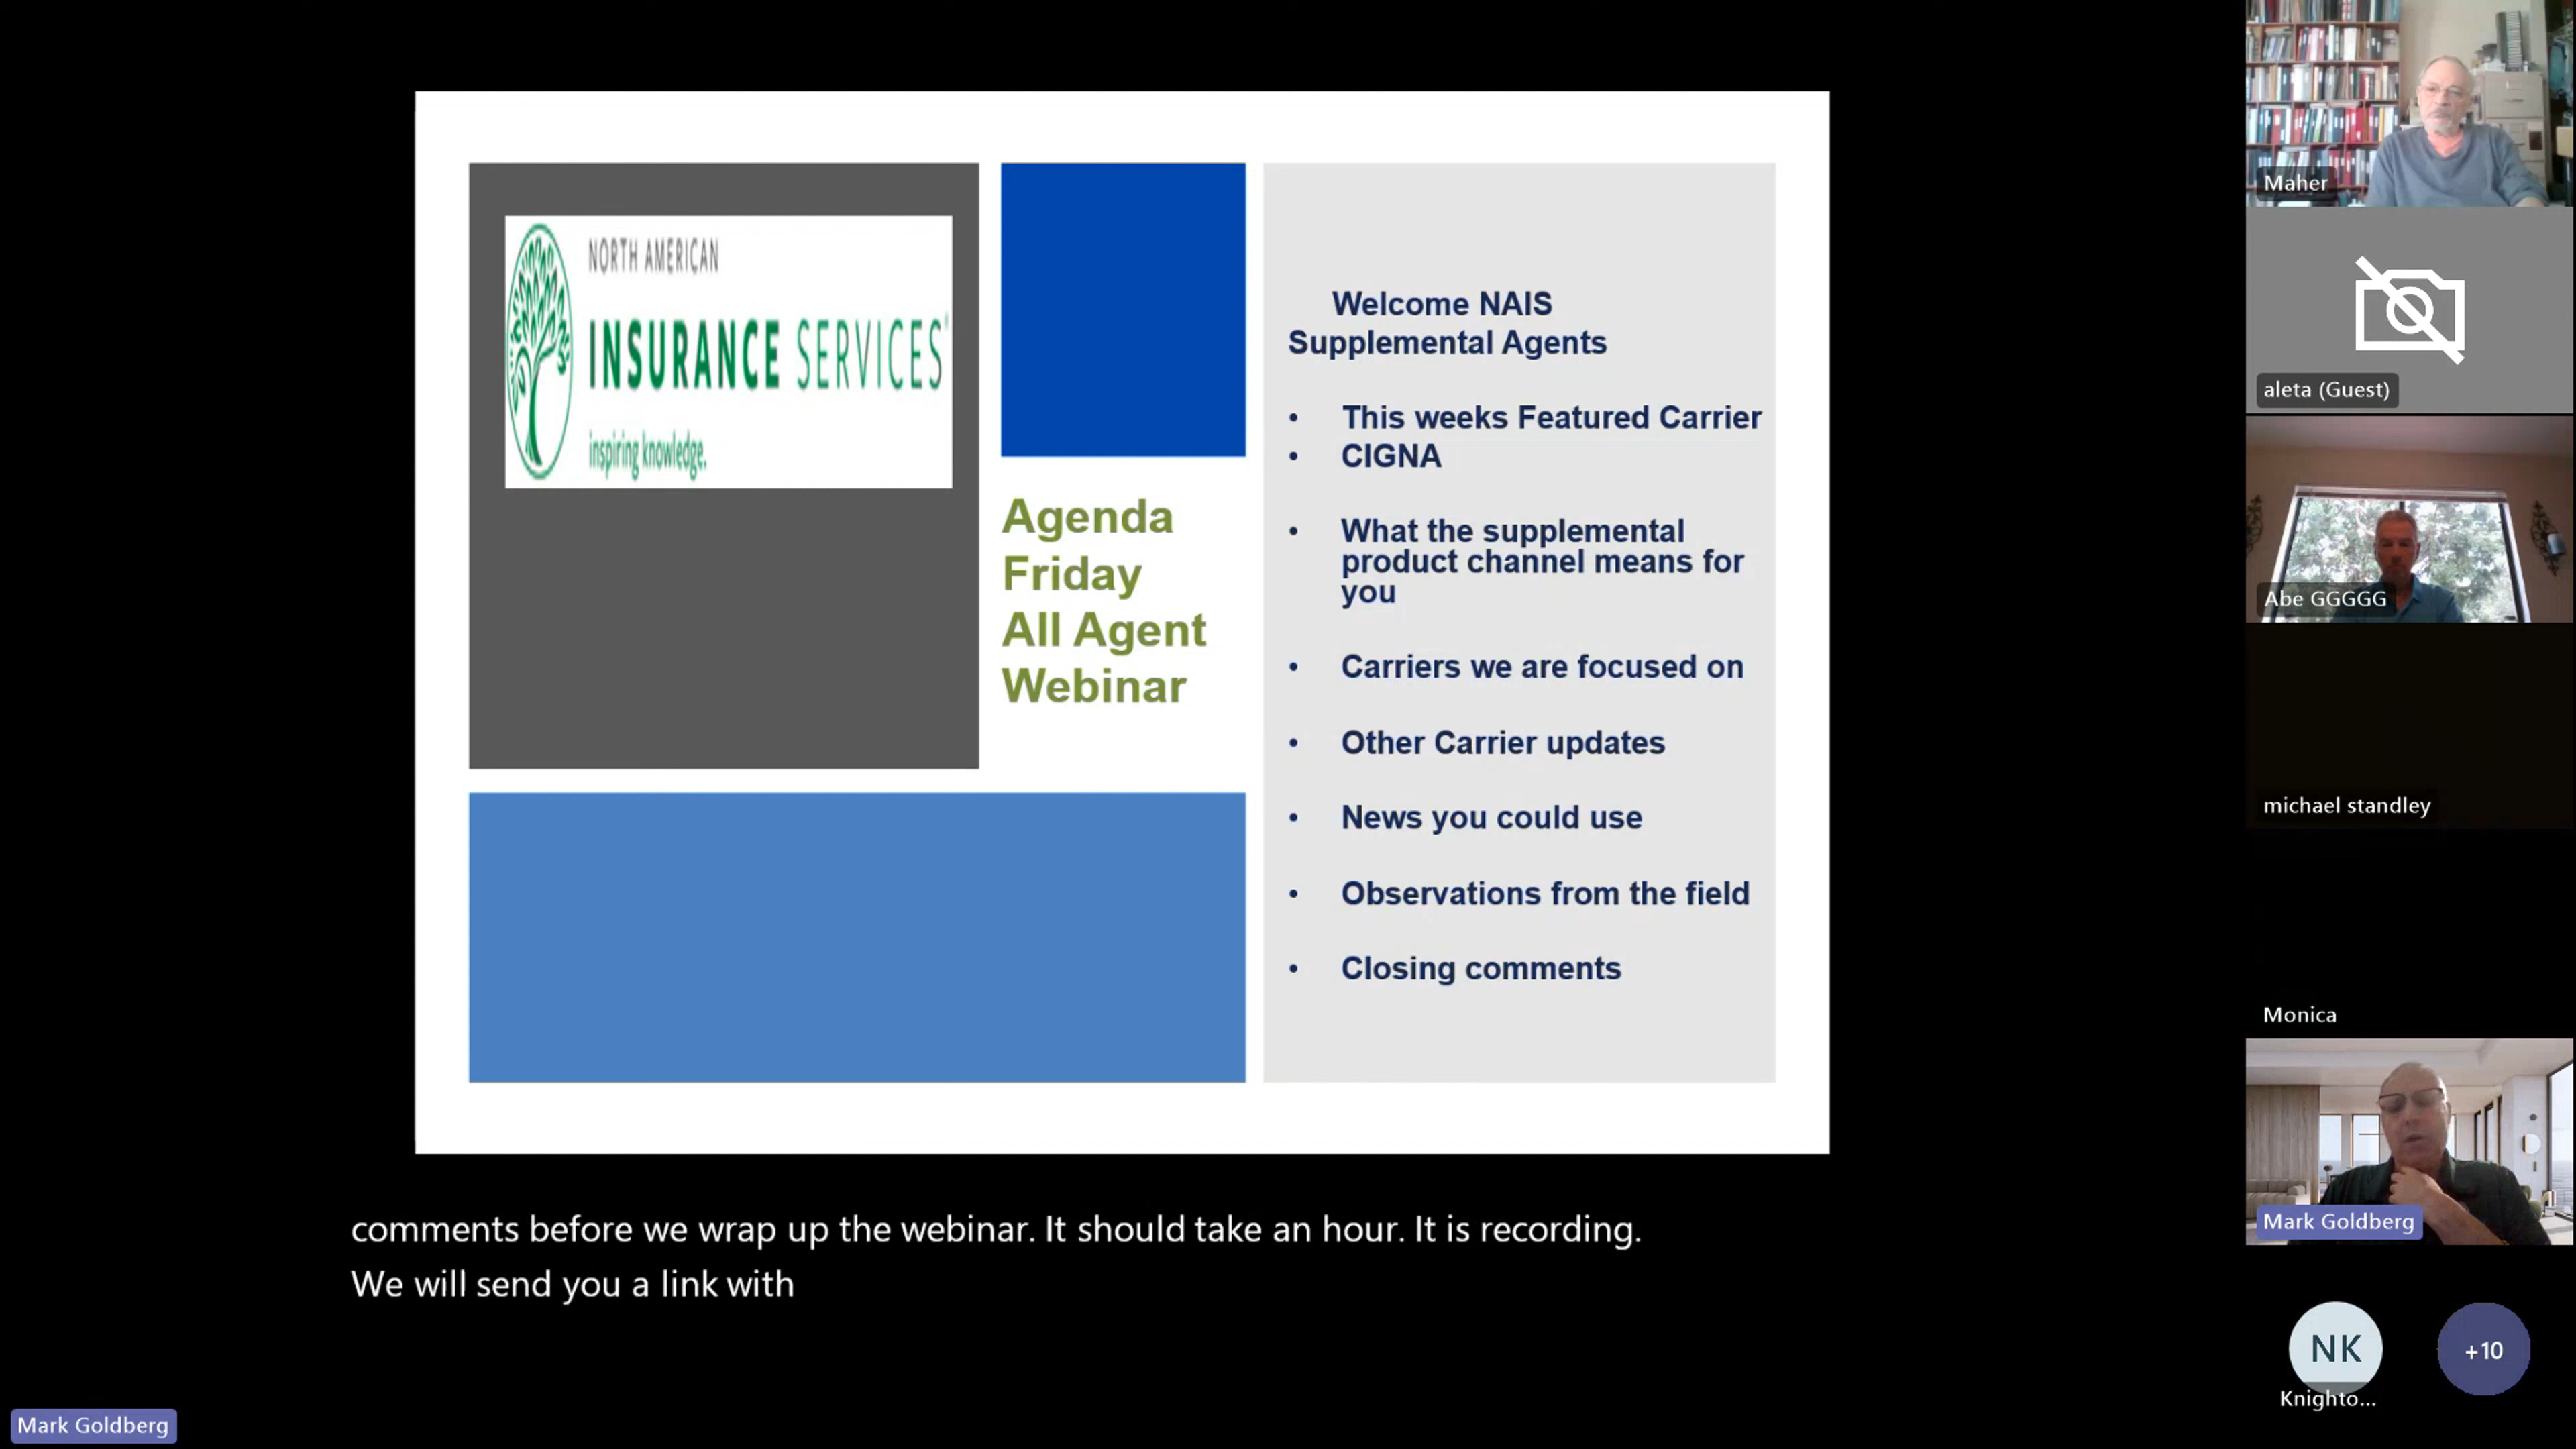 NORTH AMERICAN
INSURANCE SERVICES
inspiring knowledge.
Agenda
Friday
All Agent
Webinar
Welcome NAIS
Supplemental Agents
• This weeks Featured Carrier
• CIGNA
• What the supplemental
product channel means for
you
• Carriers we are focused on
• Other Carrier updates
• News you could use
• Observations from the field
• Closing comments
comments before we wrap up the webinar. It should take an hour. It is recording.
We will send you a link with
Mark Goldberg
Maher
aleta (Guest)
Abe GGGGG
michael standley
Monica
Mark Goldberg
NK
Knighto...
+10